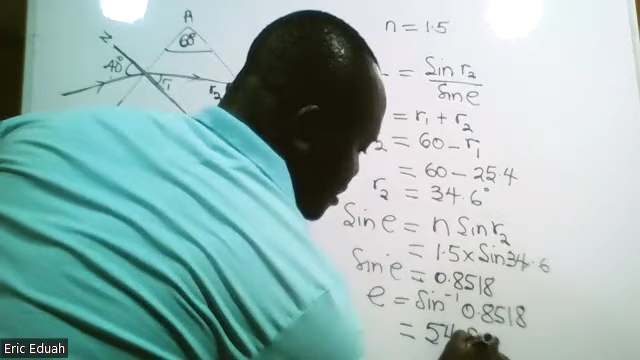 A
n = 1.5
N
60°
40°
r₁
r₂
= Sin r₂
Sin e
= r₁ + r₂
2 = 60 - r₁
= 60 - 25.4
r₂ = 34.6°
Sin e = n Sin r₂
= 1.5 x Sin 34.6
Sin e = 0.8518
e = Sin⁻¹ 0.8518
= 5
Eric Eduah